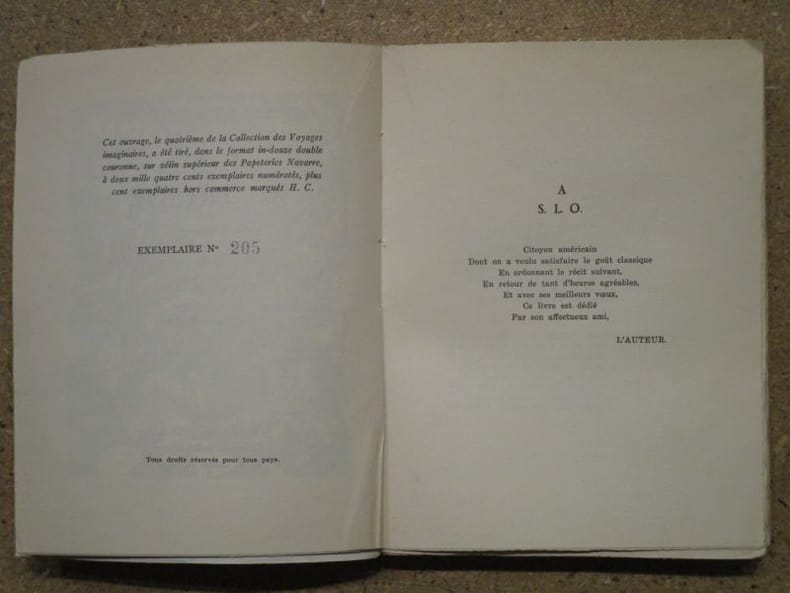 Cet ouvrage, le quatrième de la Collection des Voyages
imaginaires, a été tiré, dans le format in-douze double
couronne, sur vélin supérieur des Papeteries Navarre,
à deux mille quatre cents exemplaires numérotés, plus
cent exemplaires hors commerce marqués H. C.
EXEMPLAIRE N° 205
Tous droits réservés pour tous pays.
A
S. L. O.
Citoyen américain
Dont on a voulu satisfaire le goût classique
En ordonnant le récit suivant,
En retour de tant d'heures agréables,
Et avec ses meilleurs vœux,
Ce livre est dédié
Par son affectueux ami,
L'AUTEUR.